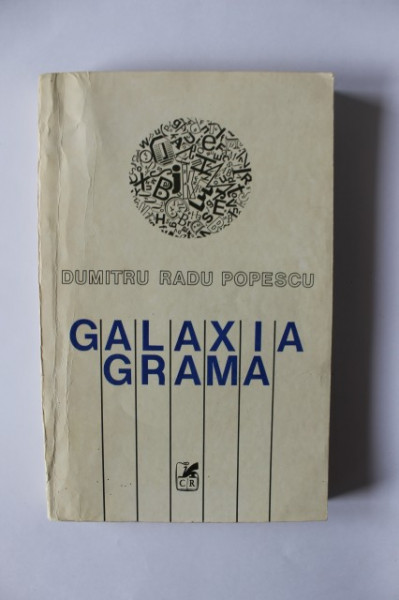 DUMITRU RADU POPESCU
GALAXIA
GRAMA
CR